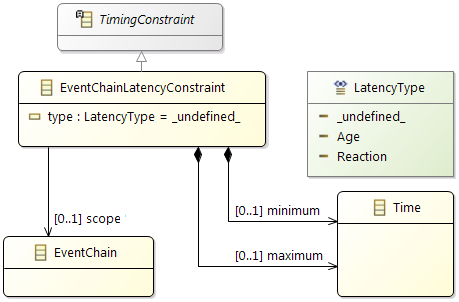 TimingConstraint
EventChainLatencyConstraint
type : LatencyType = _undefined_
LatencyType
_undefined_
Age
Reaction
[0..1] scope
[0..1] minimum
[0..1] maximum
Time
EventChain